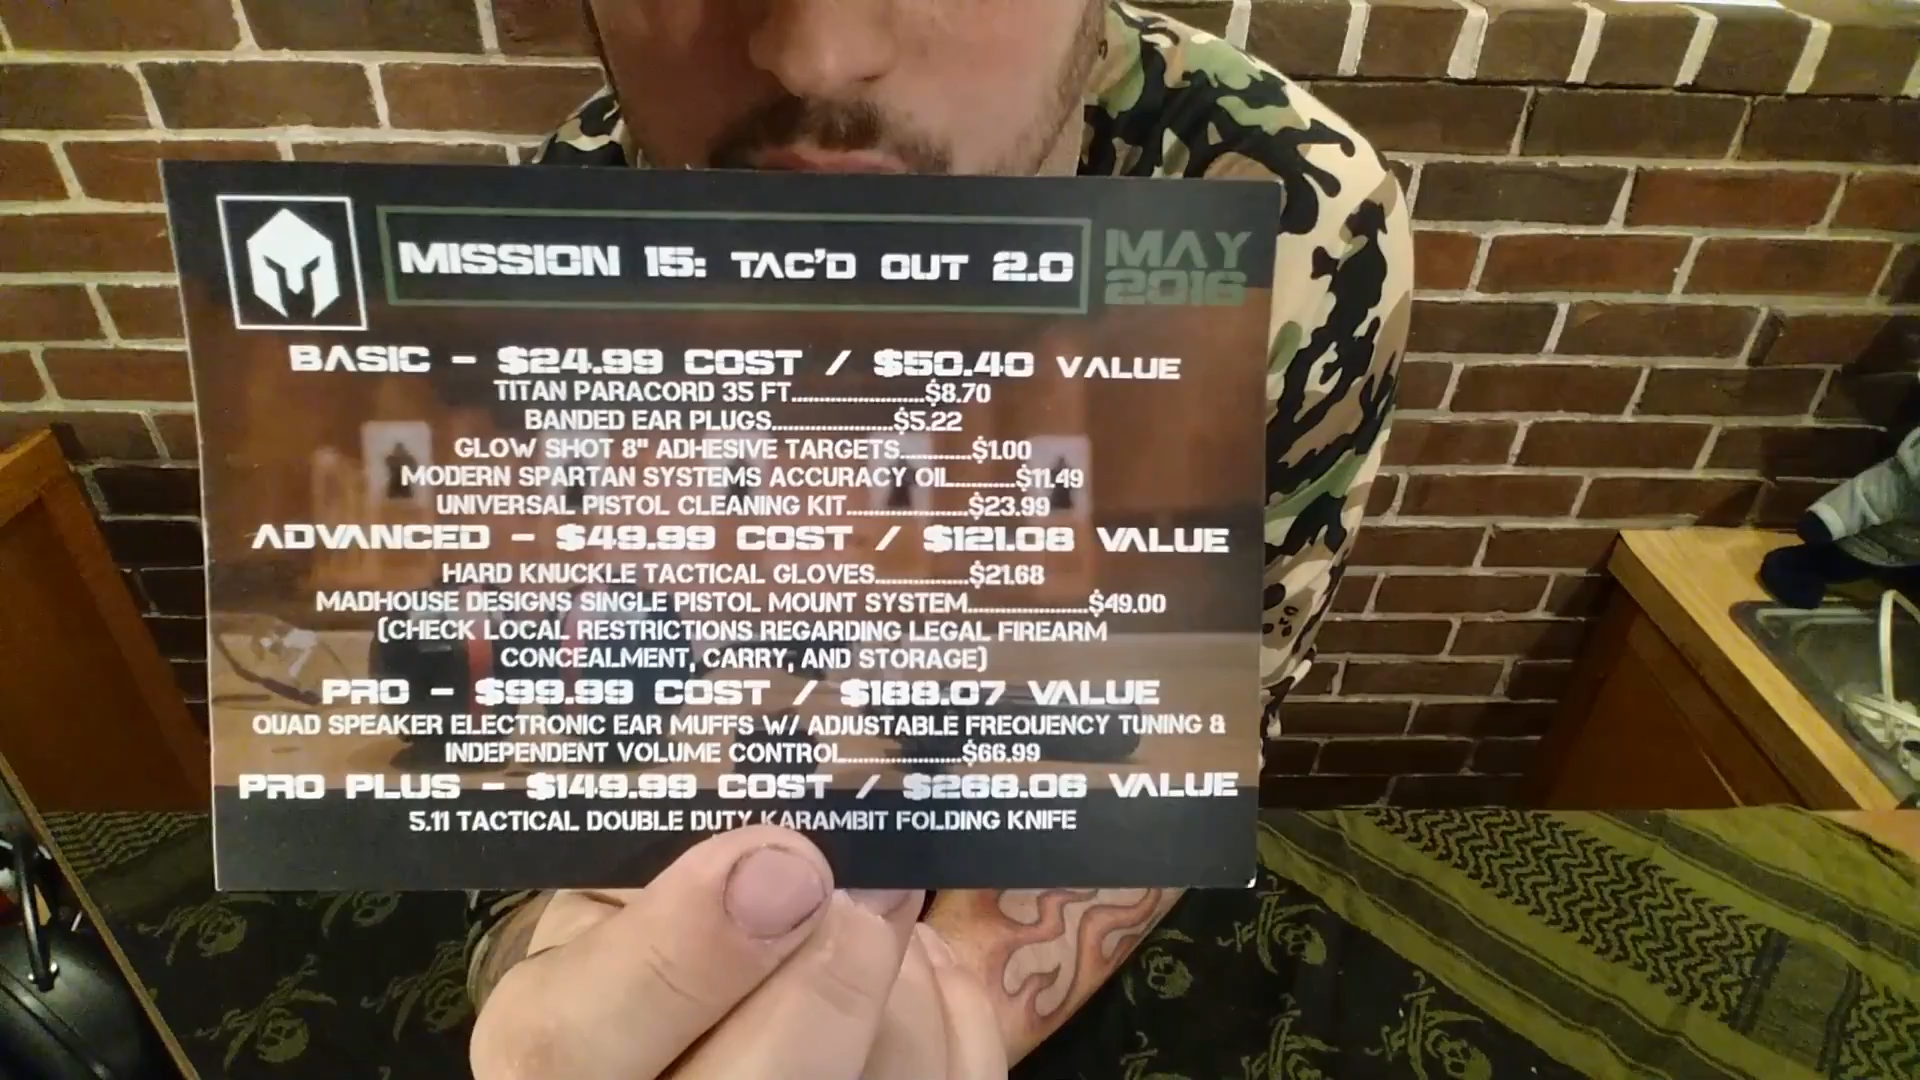 MISSION 15: TAC'D OUT 2.0
MAY
2016
BASIC - $24.99 COST / $50.40 VALUE
TITAN PARACORD 35 FT........................$8.70
BANDED EAR PLUGS.....................$5.22
GLOW SHOT 8" ADHESIVE TARGETS............$1.00
MODERN SPARTAN SYSTEMS ACCURACY OIL...........$11.49
UNIVERSAL PISTOL CLEANING KIT.....................$23.99
ADVANCED - $49.99 COST / $121.08 VALUE
HARD KNUCKLE TACTICAL GLOVES................$21.68
MADHOUSE DESIGNS SINGLE PISTOL MOUNT SYSTEM.....................$49.00
(CHECK LOCAL RESTRICTIONS REGARDING LEGAL FIREARM
CONCEALMENT, CARRY, AND STORAGE)
PRO - $99.99 COST / $188.07 VALUE
QUAD SPEAKER ELECTRONIC EAR MUFFS W/ ADJUSTABLE FREQUENCY TUNING &
INDEPENDENT VOLUME CONTROL....................$66.99
PRO PLUS - $149.99 COST / $268.06 VALUE
5.11 TACTICAL DOUBLE DUTY KARAMBIT FOLDING KNIFE